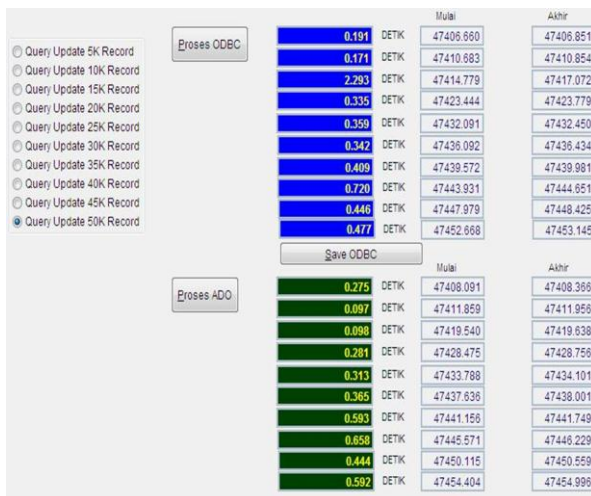 Query Update 5K Record
Query Update 10K Record
Query Update 15K Record
Query Update 20K Record
Query Update 25K Record
Query Update 30K Record
Query Update 35K Record
Query Update 40K Record
Query Update 45K Record
Query Update 50K Record
Proses ODBC
Mulai Akhir
0.191 DETIK 47406.660 47406.851
0.171 DETIK 47410.683 47410.854
2.293 DETIK 47414.779 47417.072
0.335 DETIK 47423.444 47423.779
0.359 DETIK 47432.091 47432.450
0.342 DETIK 47436.092 47436.434
0.409 DETIK 47439.572 47439.981
0.720 DETIK 47443.931 47444.651
0.446 DETIK 47447.979 47448.425
0.477 DETIK 47452.668 47453.145
Save ODBC
Proses ADO
Mulai Akhir
0.275 DETIK 47408.091 47408.366
0.097 DETIK 47411.859 47411.956
0.098 DETIK 47419.540 47419.638
0.281 DETIK 47428.475 47428.756
0.313 DETIK 47433.788 47434.101
0.365 DETIK 47437.636 47438.001
0.593 DETIK 47441.156 47441.749
0.658 DETIK 47445.571 47446.229
0.444 DETIK 47450.115 47450.559
0.592 DETIK 47454.404 47454.996